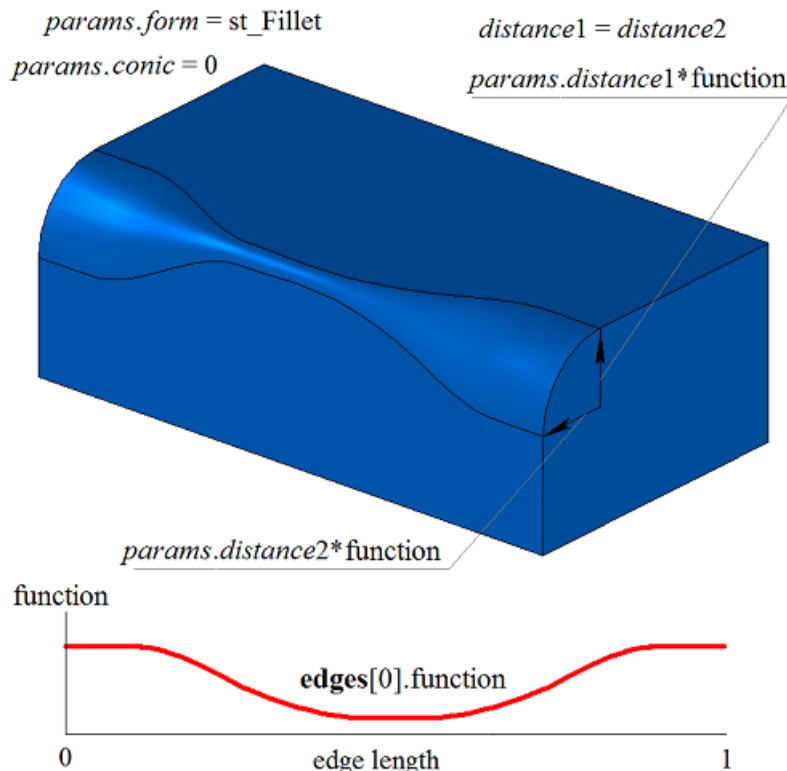 params.form = st_Fillet
distance1 = distance2
params.conic = 0
params.distance1*function
params.distance2*function
function
edges[0].function
0
edge length
1